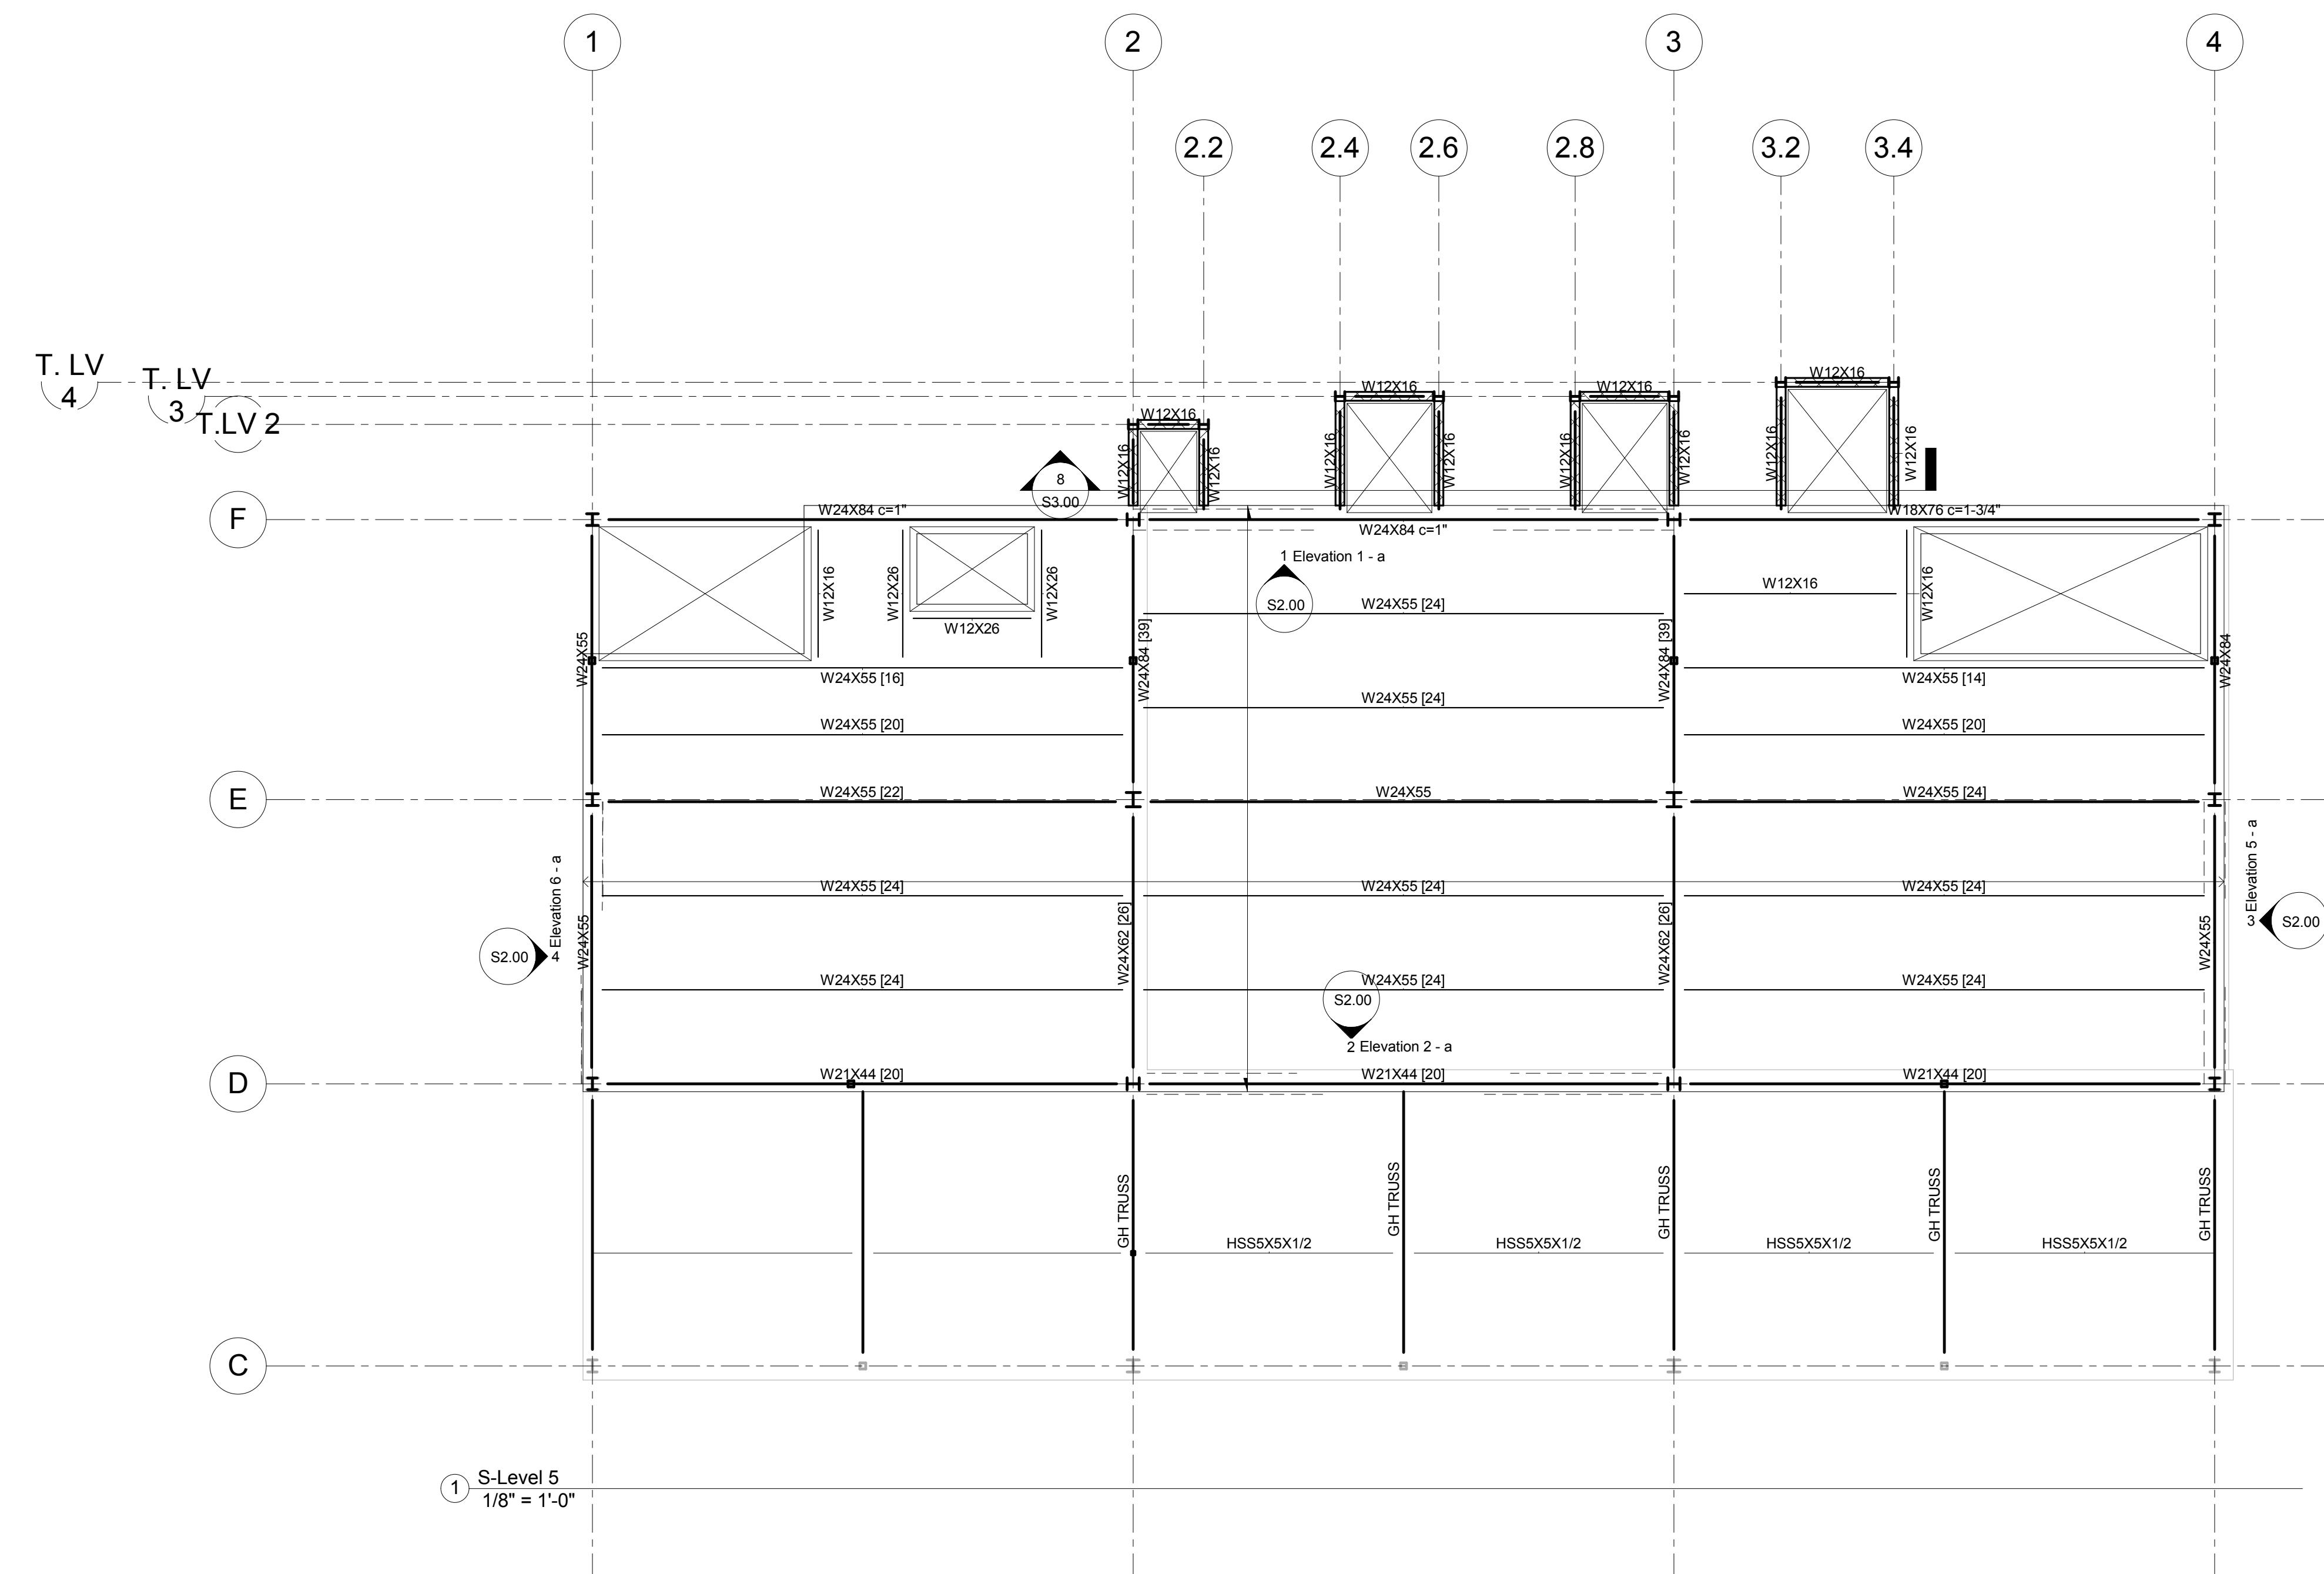 1
2
3
4
2.2
2.4
2.6
2.8
3.2
3.4
T. LV
4
T. LV
3
T.LV 2
W12X16
W12X16
W12X16
W12X16
W12X16
W12X16
W12X16
W12X16
W12X16
W12X16
W12X16
W12X16
8
S3.00
F
W24X84 c=1"
W24X84 c=1"
W18X76 c=1-3/4"
1 Elevation 1 - a
S2.00
W12X16
W12X26
W12X26
W12X26
W12X16
W12X16
W24X55 [24]
W24X55
W24X84 [39]
W24X84 [39]
W24X84
W24X55 [16]
W24X55 [14]
W24X55 [24]
W24X55 [20]
W24X55 [20]
E
W24X55 [22]
W24X55
W24X55 [24]
W24X55 [24]
W24X55 [24]
W24X55 [24]
S2.00
4 Elevation 6 - a
W24X55
W24X62 [26]
W24X62 [26]
W24X55
3 Elevation 5 - a
S2.00
W24X55 [24]
W24X55 [24]
W24X55 [24]
S2.00
2 Elevation 2 - a
D
W21X44 [20]
W21X44 [20]
W21X44 [20]
GH TRUSS
GH TRUSS
GH TRUSS
GH TRUSS
GH TRUSS
HSS5X5X1/2
HSS5X5X1/2
HSS5X5X1/2
HSS5X5X1/2
C
1
S-Level 5
1/8" = 1'-0"